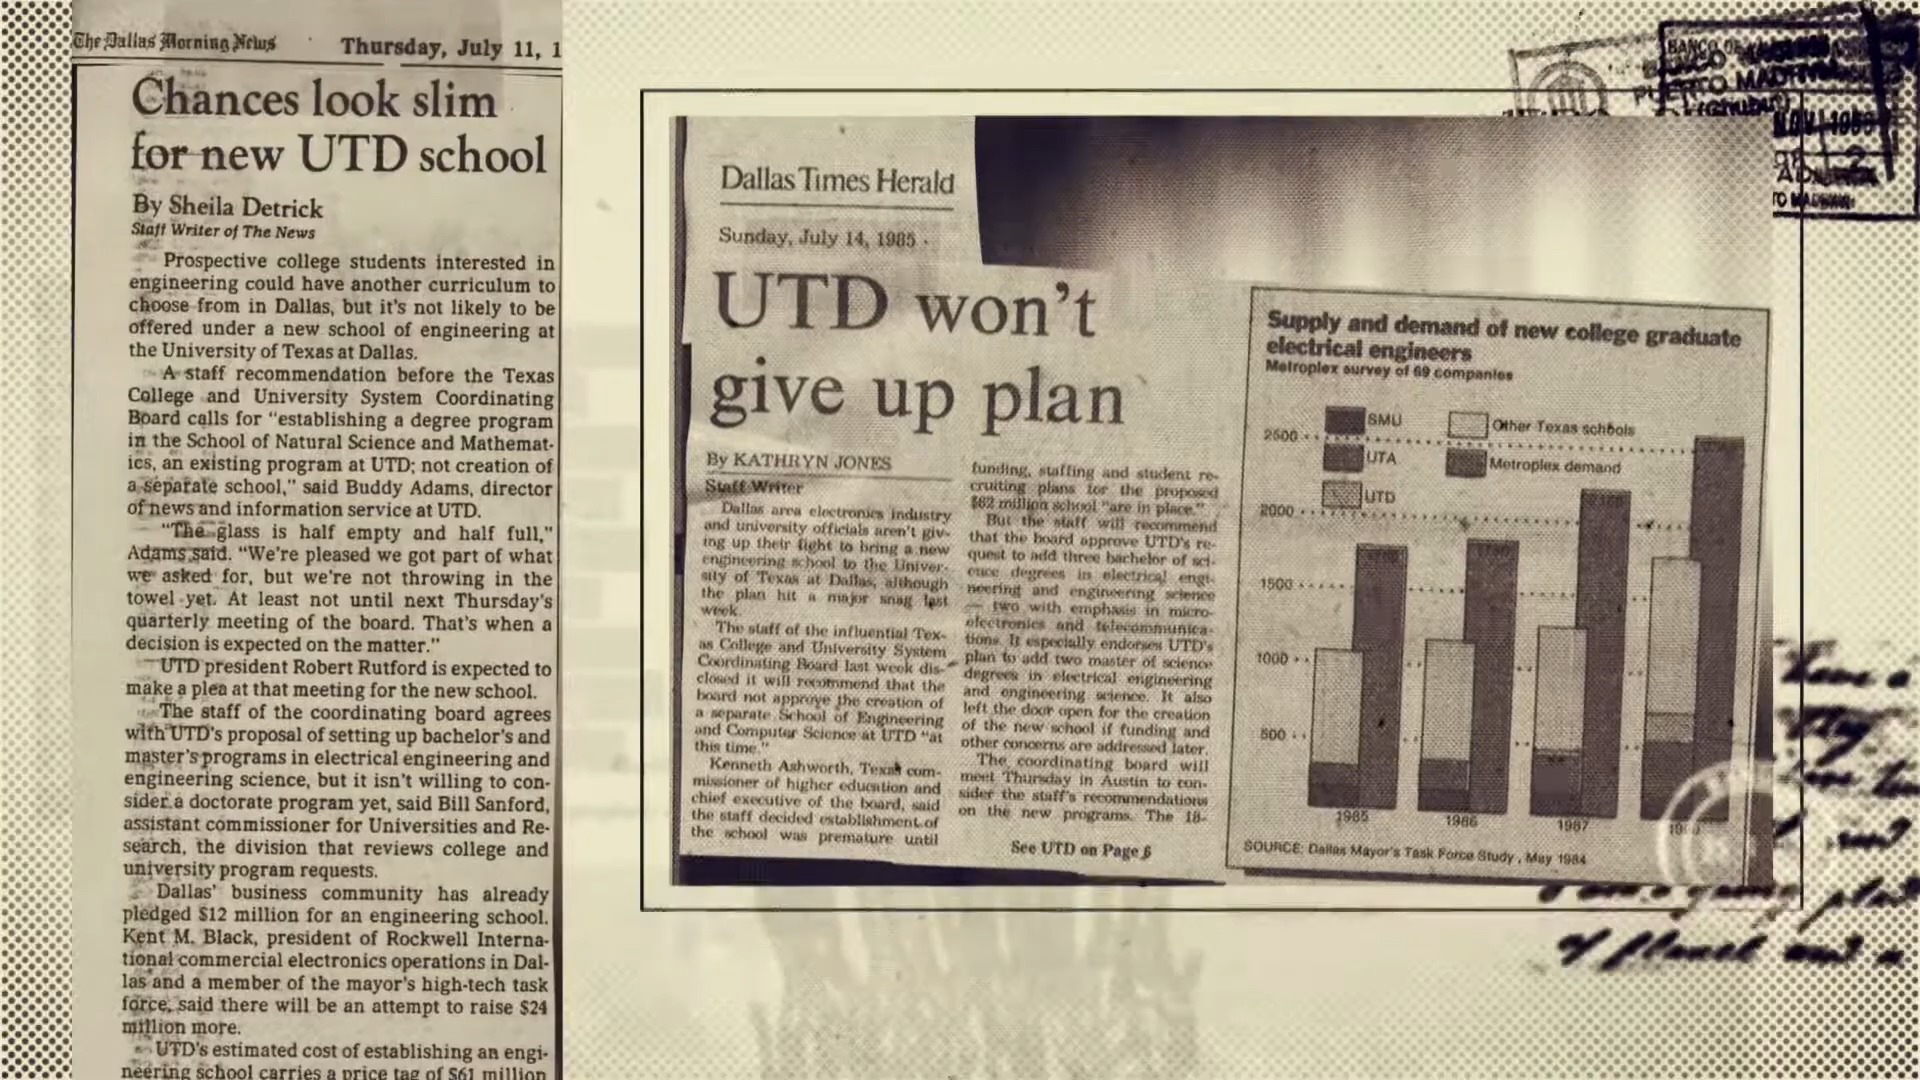 The Dallas Morning News
Thursday, July 11, 1
Chances look slim
for new UTD school
By Sheila Detrick
Staff Writer of The News
Prospective college students interested in
engineering could have another curriculum to
choose from in Dallas, but it's not likely to be
offered under a new school of engineering at
the University of Texas at Dallas.
A staff recommendation before the Texas
College and University System Coordinating
Board calls for "establishing a degree program
in the School of Natural Science and Mathemat-
ics, an existing program at UTD; not creation of
a separate school," said Buddy Adams, director
of news and information service at UTD.
"The glass is half empty and half full,"
Adams said. "We're pleased we got part of what
we asked for, but we're not throwing in the
towel yet. At least not until next Thursday's
quarterly meeting of the board. That's when a
decision is expected on the matter."
UTD president Robert Rutford is expected to
make a plea at that meeting for the new school.
The staff of the coordinating board agrees
with UTD's proposal of setting up bachelor's and
master's programs in electrical engineering and
engineering science, but it isn't willing to con-
sider a doctorate program yet, said Bill Sanford,
assistant commissioner for Universities and Re-
search, the division that reviews college and
university program requests.
Dallas' business community has already
pledged $12 million for an engineering school.
Kent M. Black, president of Rockwell Interna-
tional commercial electronics operations in Dal-
las and a member of the mayor's high-tech task
force, said there will be an attempt to raise $24
million more.
UTD's estimated cost of establishing an engi-
neering school carries a price tag of $61 million
Dallas Times Herald
Sunday, July 14, 1985
UTD won't
give up plan
By KATHRYN JONES
Staff Writer
Dallas area electronics industry
and university officials aren't giv-
ing up their fight to bring a new
engineering school to the Univer-
sity of Texas at Dallas, although
the plan hit a major snag last
week.
The staff of the influential Tex-
as College and University System
Coordinating Board last week dis-
closed it will recommend that the
board not approve the creation of
a separate School of Engineering
and Computer Science at UTD "at
this time."
Kenneth Ashworth, Texas com-
missioner of higher education and
chief executive of the board, said
the staff decided establishment of
the school was premature until
funding, staffing and student re-
cruiting plans for the proposed
$62 million school "are in place."
But the staff will recommend
that the board approve UTD's re-
quest to add three bachelor of sci-
ence degrees in electrical engi-
neering and engineering science
— two with emphasis in micro-
electronics and telecommunica-
tions. It especially endorses UTD's
plan to add two master of science
degrees in electrical engineering
and engineering science. It also
left the door open for the creation
of the new school if funding and
other concerns are addressed later.
The coordinating board will
meet Thursday in Austin to con-
sider the staff's recommendations
on the new programs. The 18-
See UTD on Page 6
Supply and demand of new college graduate
electrical engineers
Metroplex survey of 69 companies
SMU
Other Texas schools
UTA
Metroplex demand
UTD
2500
2000
1500
1000
500
1985
1986
1987
SOURCE: Dallas Mayor's Task Force Study, May 1984
BANCO
PUERTO MADRYN